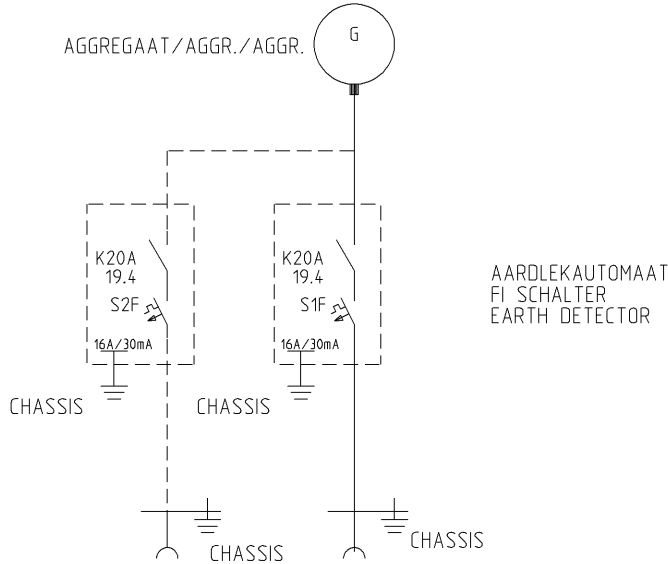 G
AGGREGAAT/AGGR./AGGR.
K20A
19.4
S2F
16A/30mA
CHASSIS
K20A
19.4
S1F
16A/30mA
CHASSIS
AARDLEKAUTOMAAT
FI SCHALTER
EARTH DETECTOR
CHASSIS
CHASSIS